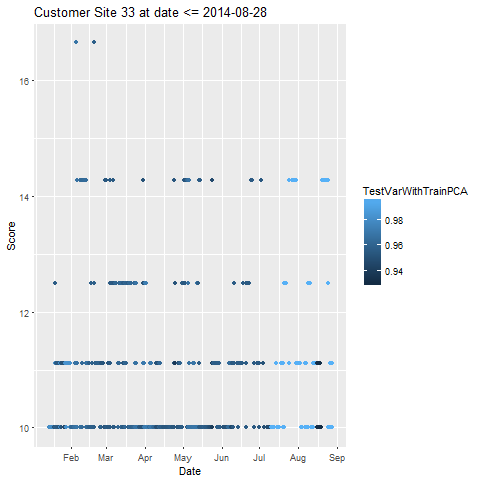 Customer Site 33 at date <= 2014-08-28
Score
16
14
12
10
Feb Mar Apr May Jun Jul Aug Sep
Date
TestVarWithTrainPCA
0.98
0.96
0.94